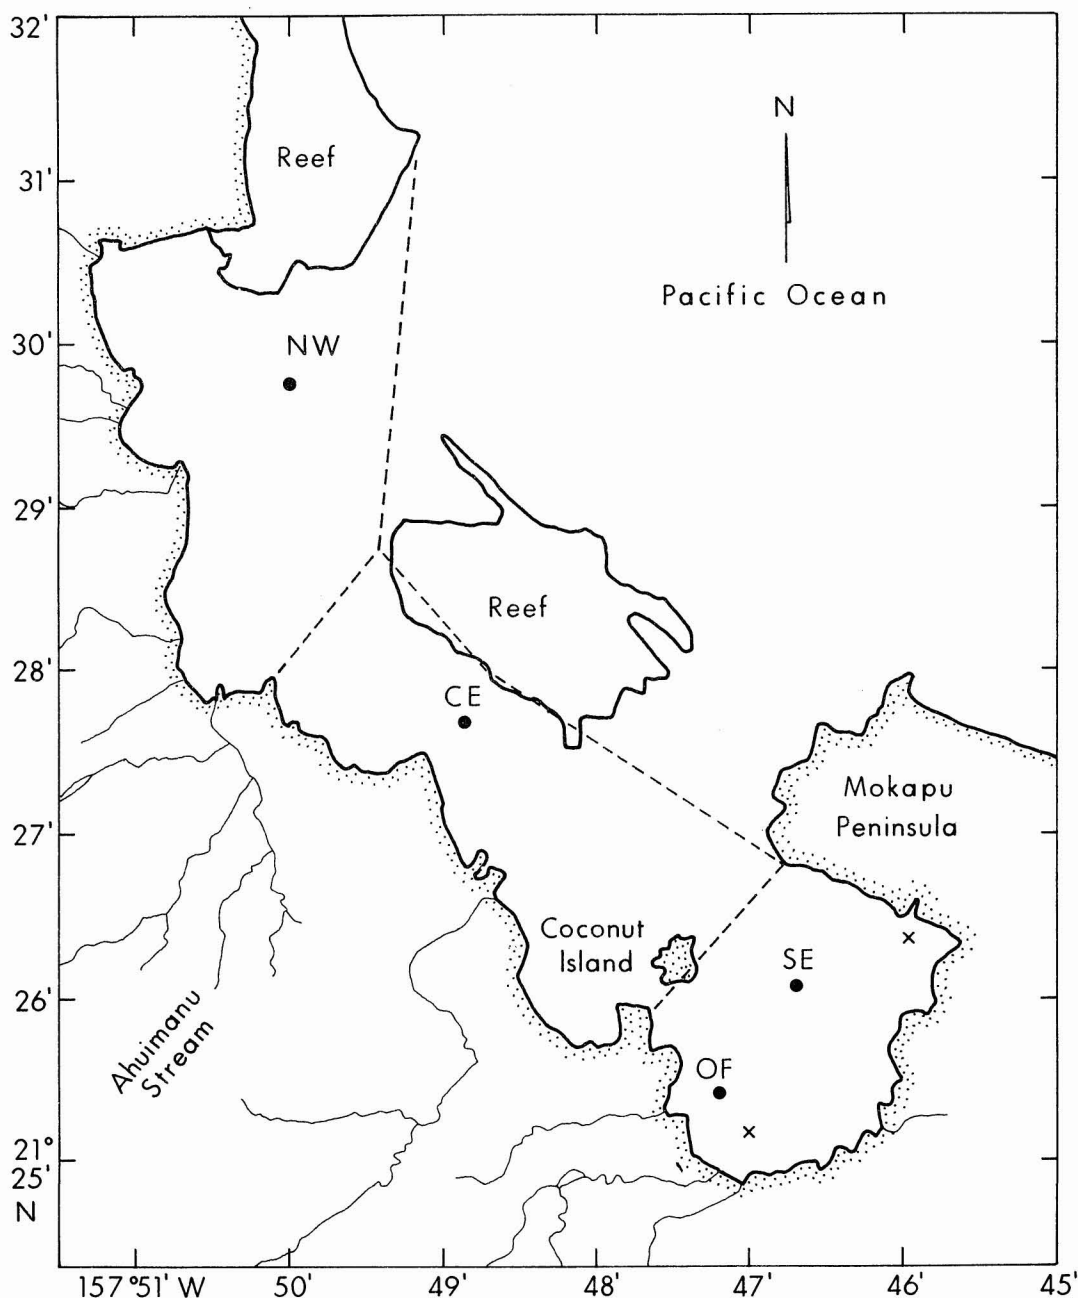 32'
N
Reef
31'
Pacific Ocean
30'
NW
29'
Reef
28'
CE
Mokapu
Peninsula
27'
Coconut
Island
SE
26'
Ahuimanu
Stream
OF
x
x
21°
25'
N
157°51' W
50'
49'
48'
47'
46'
45'